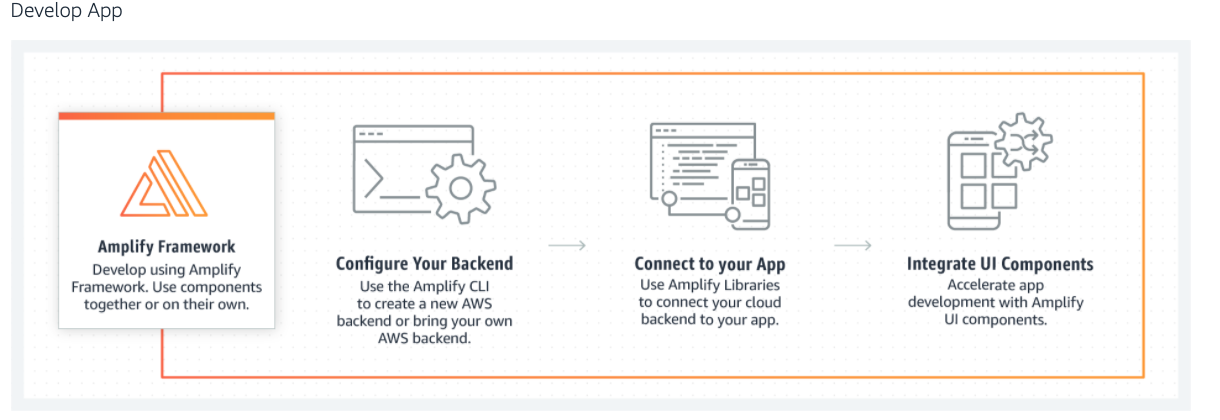 Develop App
Amplify Framework
Develop using Amplify
Framework. Use components
together or on their own.
Configure Your Backend
Use the Amplify CLI
to create a new AWS
backend or bring your own
AWS backend.
Connect to your App
Use Amplify Libraries
to connect your cloud
backend to your app.
Integrate UI Components
Accelerate app
development with Amplify
UI components.